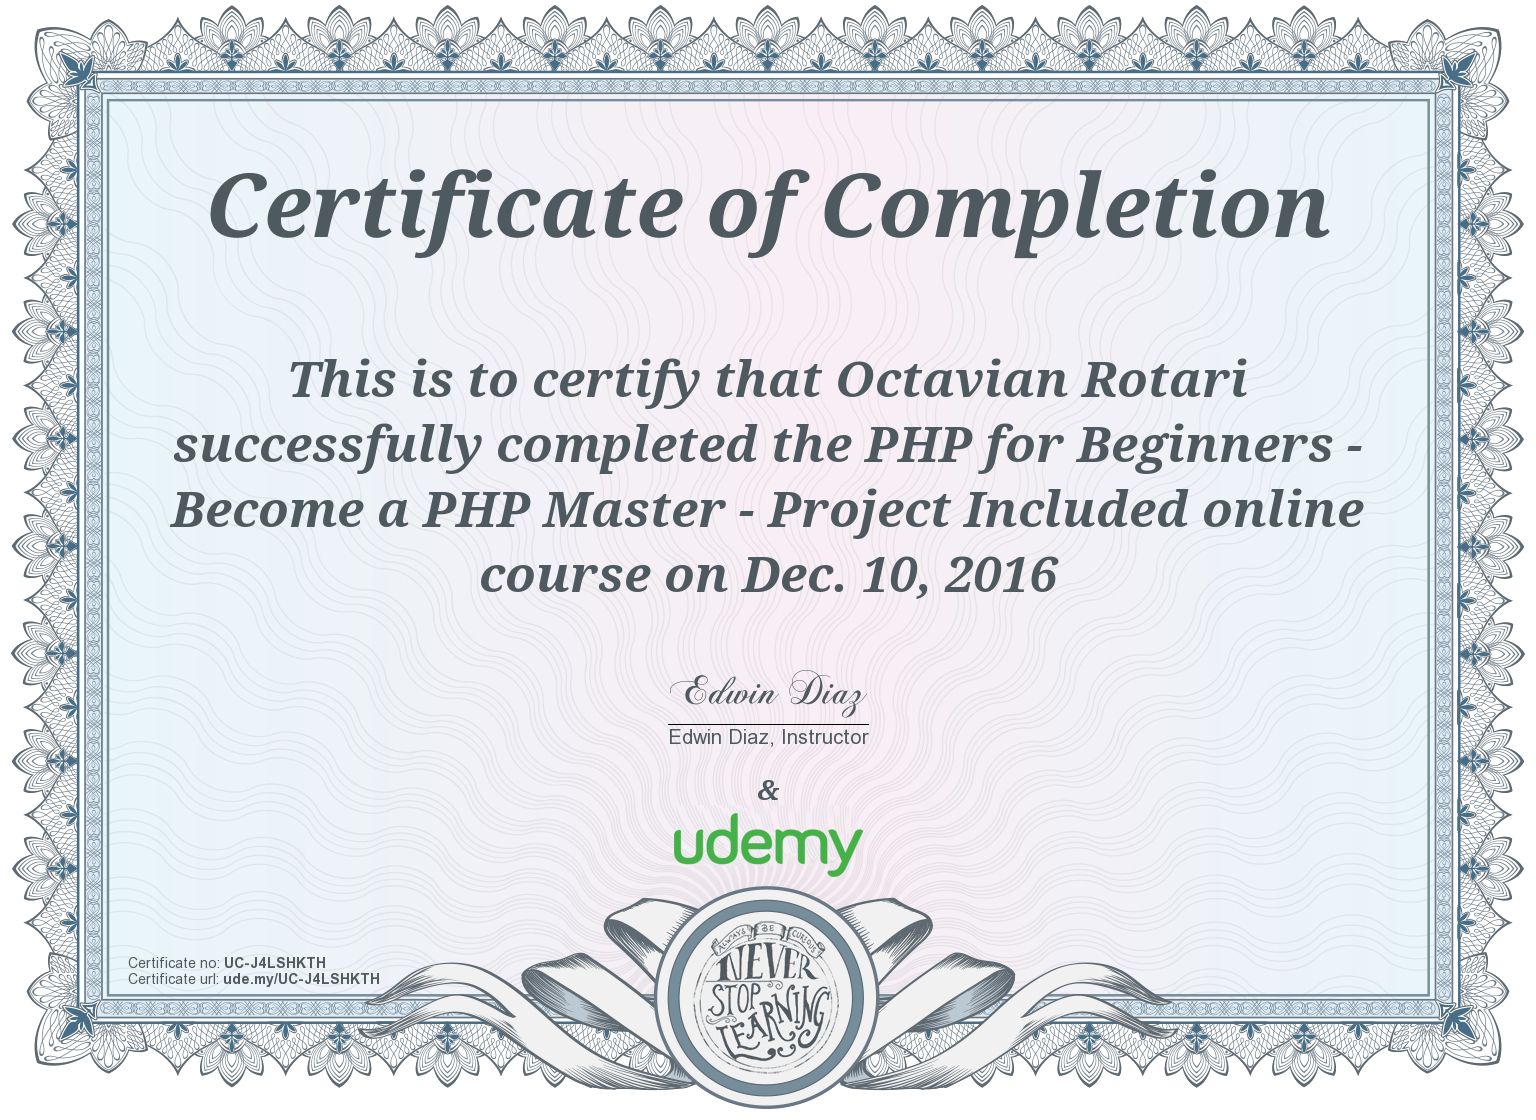 Certificate of Completion
This is to certify that Octavian Rotari
successfully completed the PHP for Beginners -
Become a PHP Master - Project Included online
course on Dec. 10, 2016
Edwin Diaz
Edwin Diaz, Instructor
&
udemy
Certificate no: UC-J4LSHKTH
Certificate url: ude.my/UC-J4LSHKTH
ALWAYS BE CURIOUS
NEVER
STOP
LEARNING